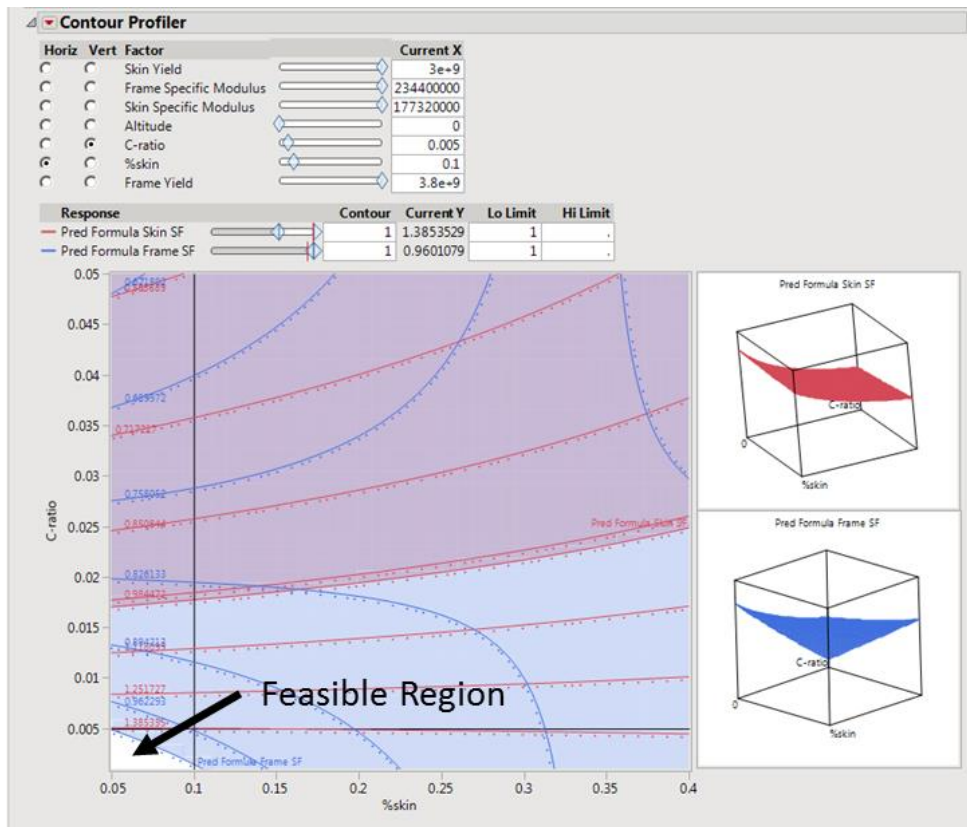 Contour Profiler
Horiz Vert Factor Current X
Skin Yield 3e+9
Frame Specific Modulus 234400000
Skin Specific Modulus 177320000
Altitude 0
C-ratio 0.005
%skin 0.1
Frame Yield 3.8e+9
Response Contour Current Y Lo Limit Hi Limit
Pred Formula Skin SF 1 1.3853529 1 .
Pred Formula Frame SF 1 0.9601079 1 .
0.05
0.045
0.04
0.035
0.03
0.025
0.02
0.015
0.01
0.005
C-ratio
0.717227
0.758052
0.850844
Pred Formula Skin SF
0.826133
0.984472
0.894213
1.251727
0.962293
1.385395
Feasible Region
Pred Formula Frame SF
0.05 0.1 0.15 0.2 0.25 0.3 0.35 0.4
%skin
Pred Formula Skin SF
C-ratio
0
%skin
Pred Formula Frame SF
C-ratio
0
%skin